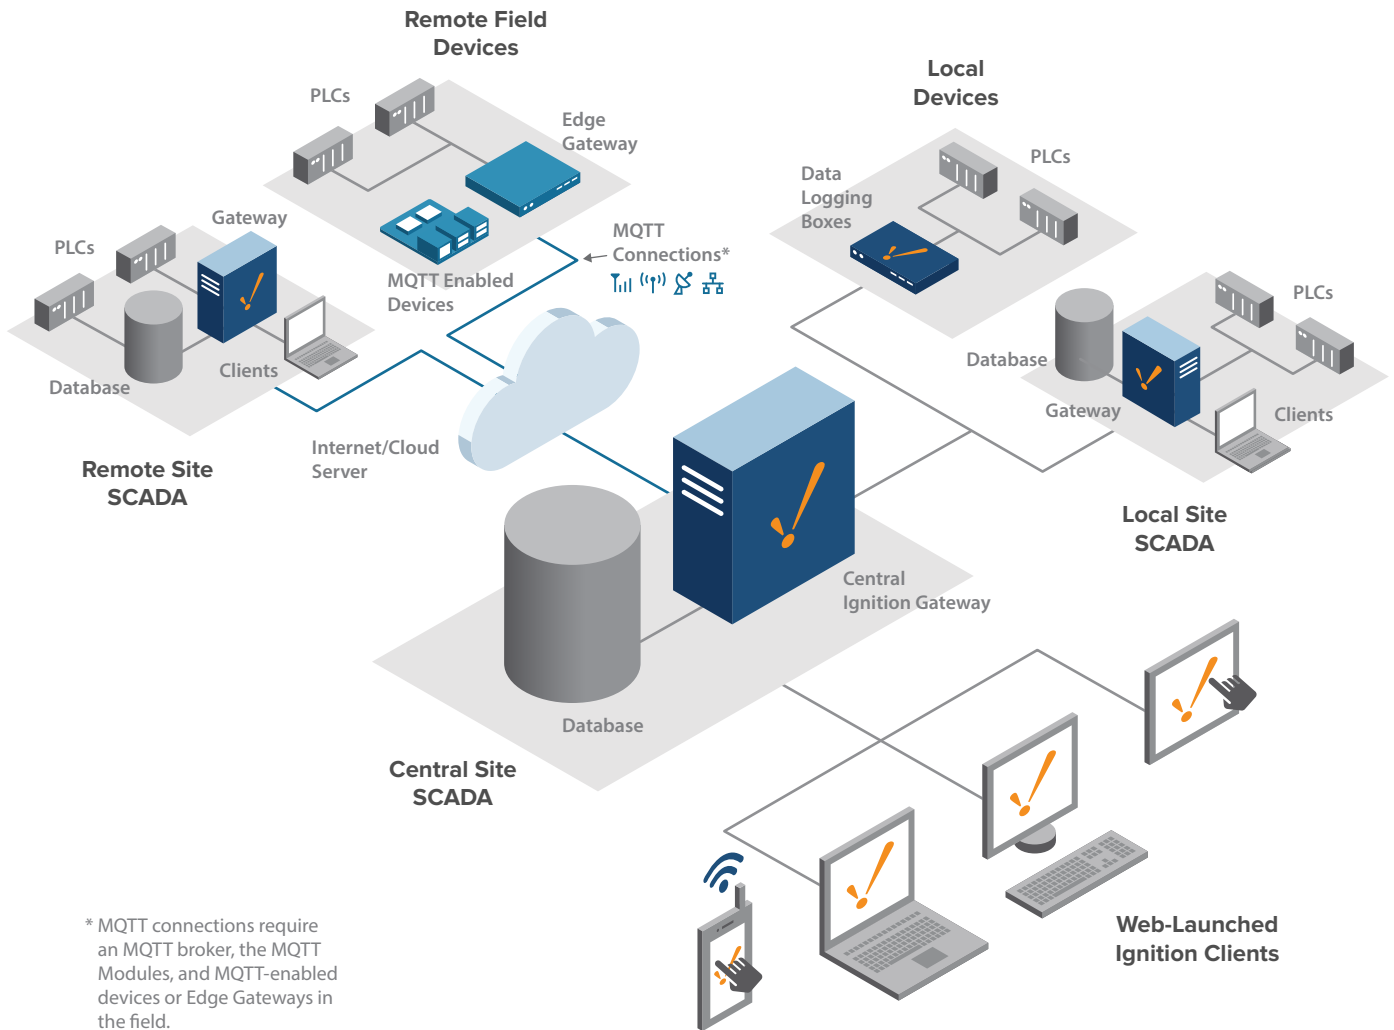 Remote Field
Devices
PLCs
Edge
Gateway
MQTT Enabled
Devices
MQTT
Connections*
Local
Devices
PLCs
Data
Logging
Boxes
Gateway
PLCs
Database
Clients
Remote Site
SCADA
Internet/Cloud
Server
PLCs
Database
Gateway
Clients
Local Site
SCADA
Central
Ignition Gateway
Database
Central Site
SCADA
Web-Launched
Ignition Clients
* MQTT connections require
an MQTT broker, the MQTT
Modules, and MQTT-enabled
devices or Edge Gateways in
the field.